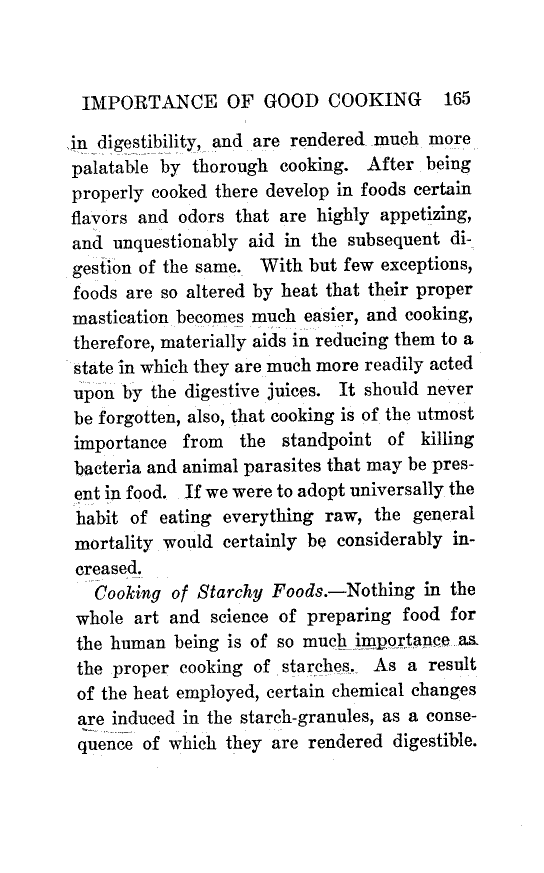 IMPORTANCE OF GOOD COOKING 165
in digestibility, and are rendered much more
palatable by thorough cooking. After being
properly cooked there develop in foods certain
flavors and odors that are highly appetizing,
and unquestionably aid in the subsequent di-
gestion of the same. With but few exceptions,
foods are so altered by heat that their proper
mastication becomes much easier, and cooking,
therefore, materially aids in reducing them to a
state in which they are much more readily acted
upon by the digestive juices. It should never
be forgotten, also, that cooking is of the utmost
importance from the standpoint of killing
bacteria and animal parasites that may be pres-
ent in food. If we were to adopt universally the
habit of eating everything raw, the general
mortality would certainly be considerably in-
creased.
Cooking of Starchy Foods.—Nothing in the
whole art and science of preparing food for
the human being is of so much importance as
the proper cooking of starches. As a result
of the heat employed, certain chemical changes
are induced in the starch-granules, as a conse-
quence of which they are rendered digestible.